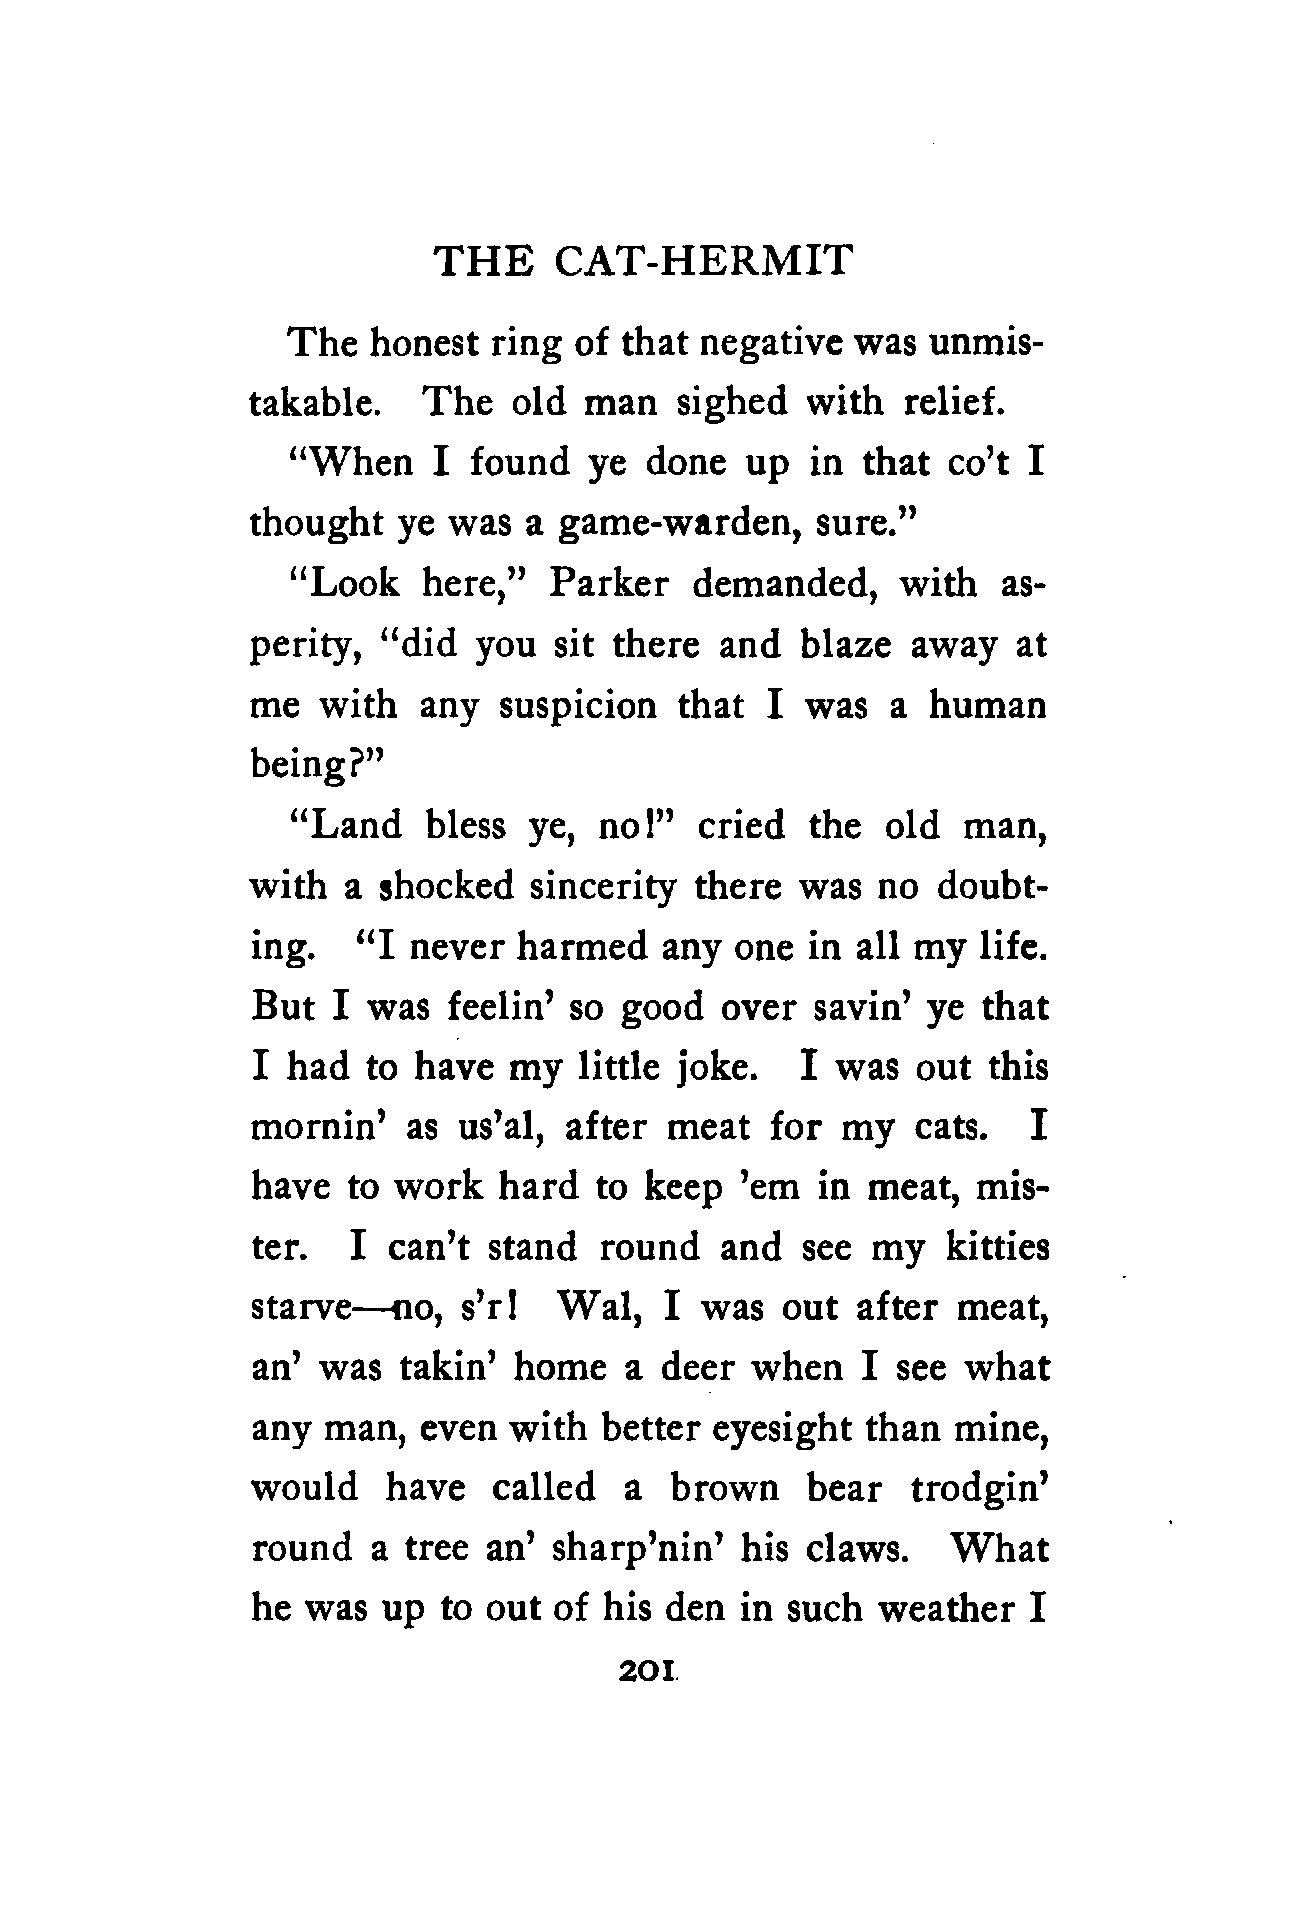 THE CAT-HERMIT
The honest ring of that negative was unmis-
takable. The old man sighed with relief.
“When I found ye done up in that co’t I
thought ye was a game-warden, sure.”
“Look here,” Parker demanded, with as-
perity, “did you sit there and blaze away at
me with any suspicion that I was a human
being?”
“Land bless ye, no!” cried the old man,
with a shocked sincerity there was no doubt-
ing. “I never harmed any one in all my life.
But I was feelin’ so good over savin’ ye that
I had to have my little joke. I was out this
mornin’ as us’al, after meat for my cats. I
have to work hard to keep ’em in meat, mis-
ter. I can’t stand round and see my kitties
starve—no, s’r! Wal, I was out after meat,
an’ was takin’ home a deer when I see what
any man, even with better eyesight than mine,
would have called a brown bear trodgin’
round a tree an’ sharp’nin’ his claws. What
he was up to out of his den in such weather I
201